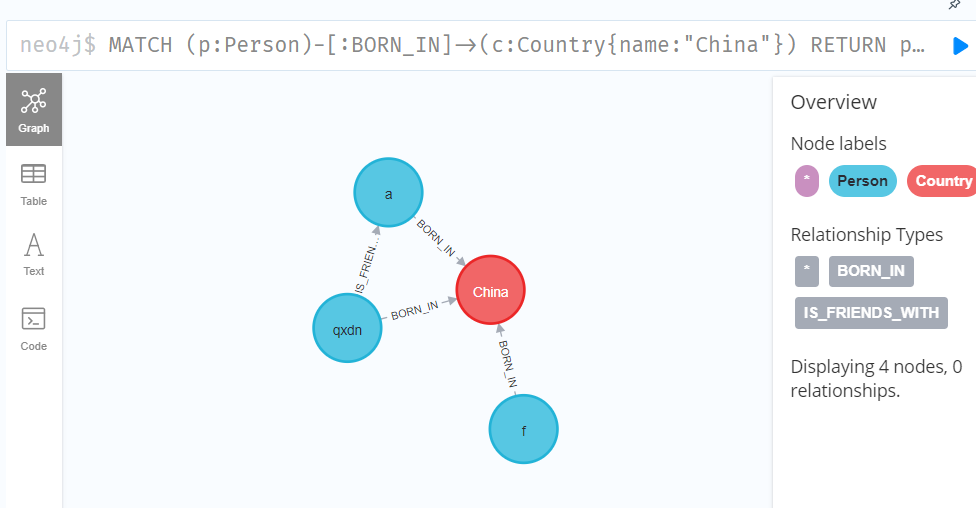 neo4j$ MATCH (p:Person)-[:BORN_IN]→(c:Country{name:"China"}) RETURN p…
Graph
Table
Text
Code
a
BORN_IN
IS_FRIEN...
China
BORN_IN
qxdn
BORN_IN
f
Overview
Node labels
* Person Country
Relationship Types
* BORN_IN
IS_FRIENDS_WITH
Displaying 4 nodes, 0
relationships.